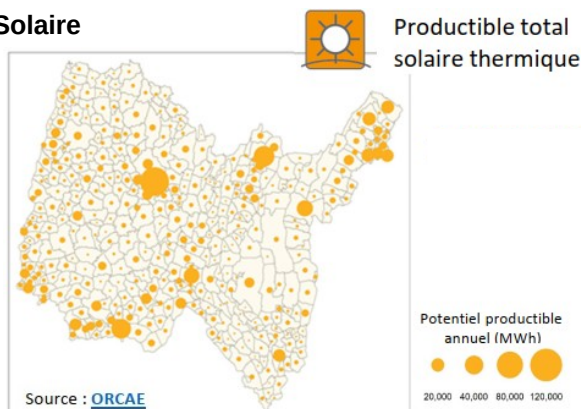 Solaire
Productible total
solaire thermique
Potentiel productible
annuel (MWh)
20,000 40,000 80,000 120,000
Source : ORCAE